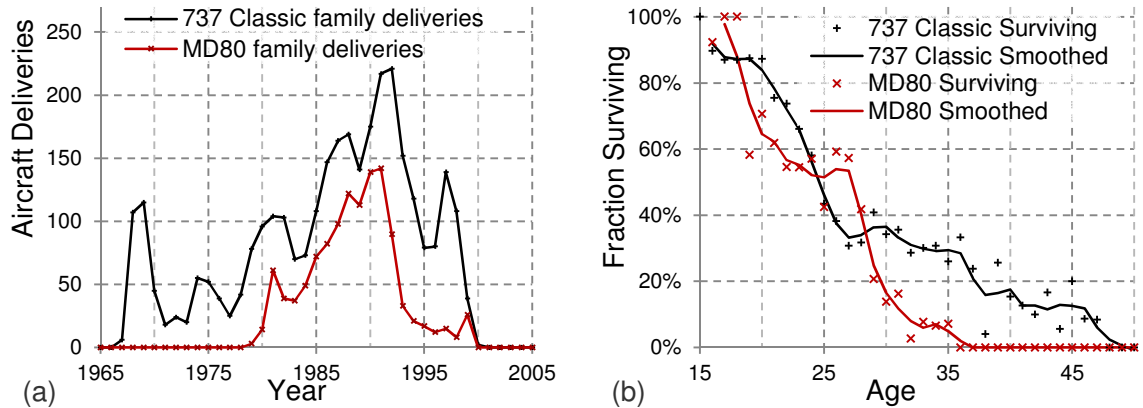 737 Classic family deliveries
MD80 family deliveries
Aircraft Deliveries
250
200
150
100
50
0
1965
1975
1985
1995
2005
Year
(a)
737 Classic Surviving
737 Classic Smoothed
MD80 Surviving
MD80 Smoothed
Fraction Surviving
100%
80%
60%
40%
20%
0%
15
25
35
45
Age
(b)